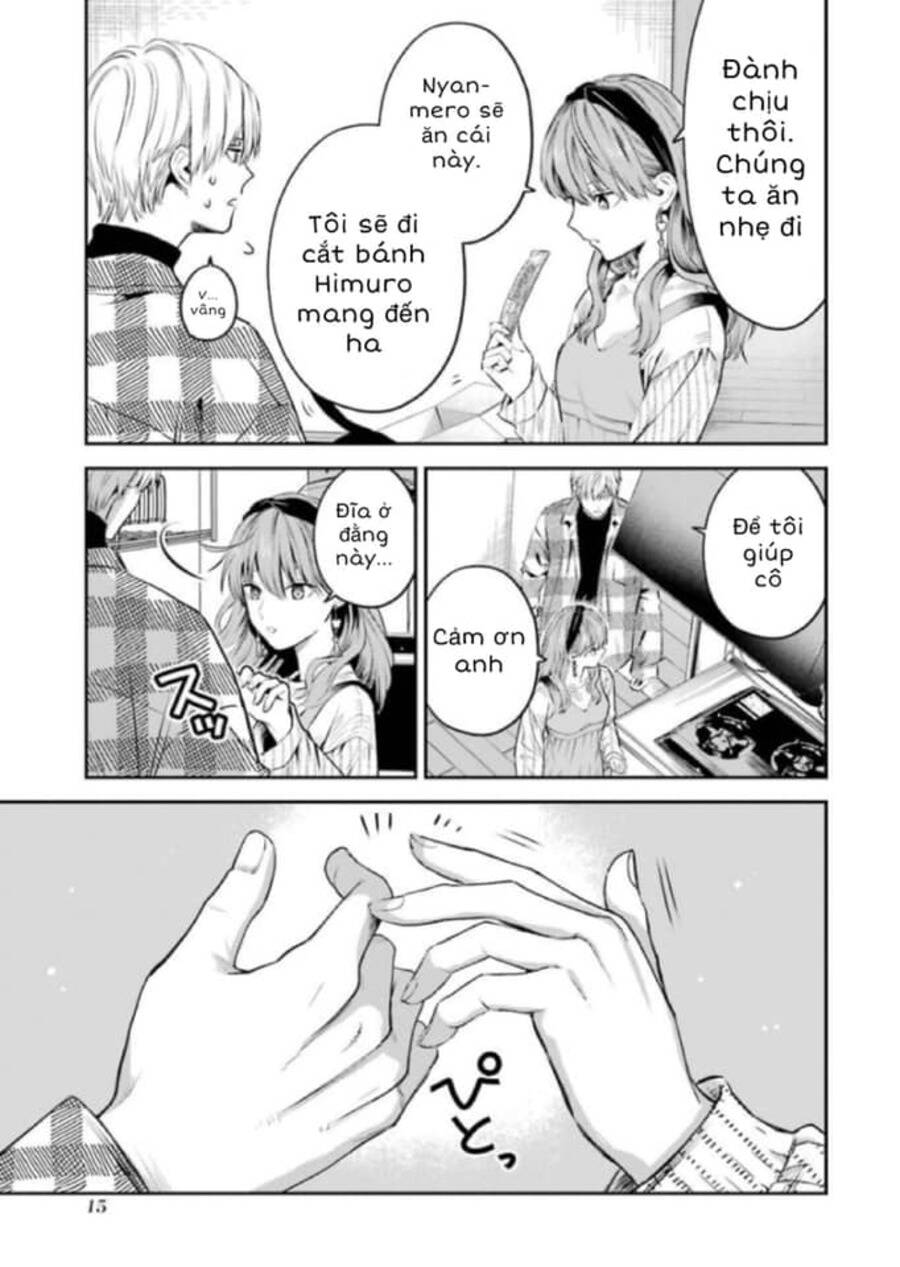 Đành
chịu
thôi.
Chúng
ta ăn
nhẹ đi
Nyan-
mero sẽ
ăn cái
này.
Tôi sẽ đi
cắt bánh
Himuro
mang đến
ha
v...
vâng
Để tôi
giúp
cô
Cảm ơn
anh
Đĩa ở
đằng
này...
スッ
ぴとっ
15